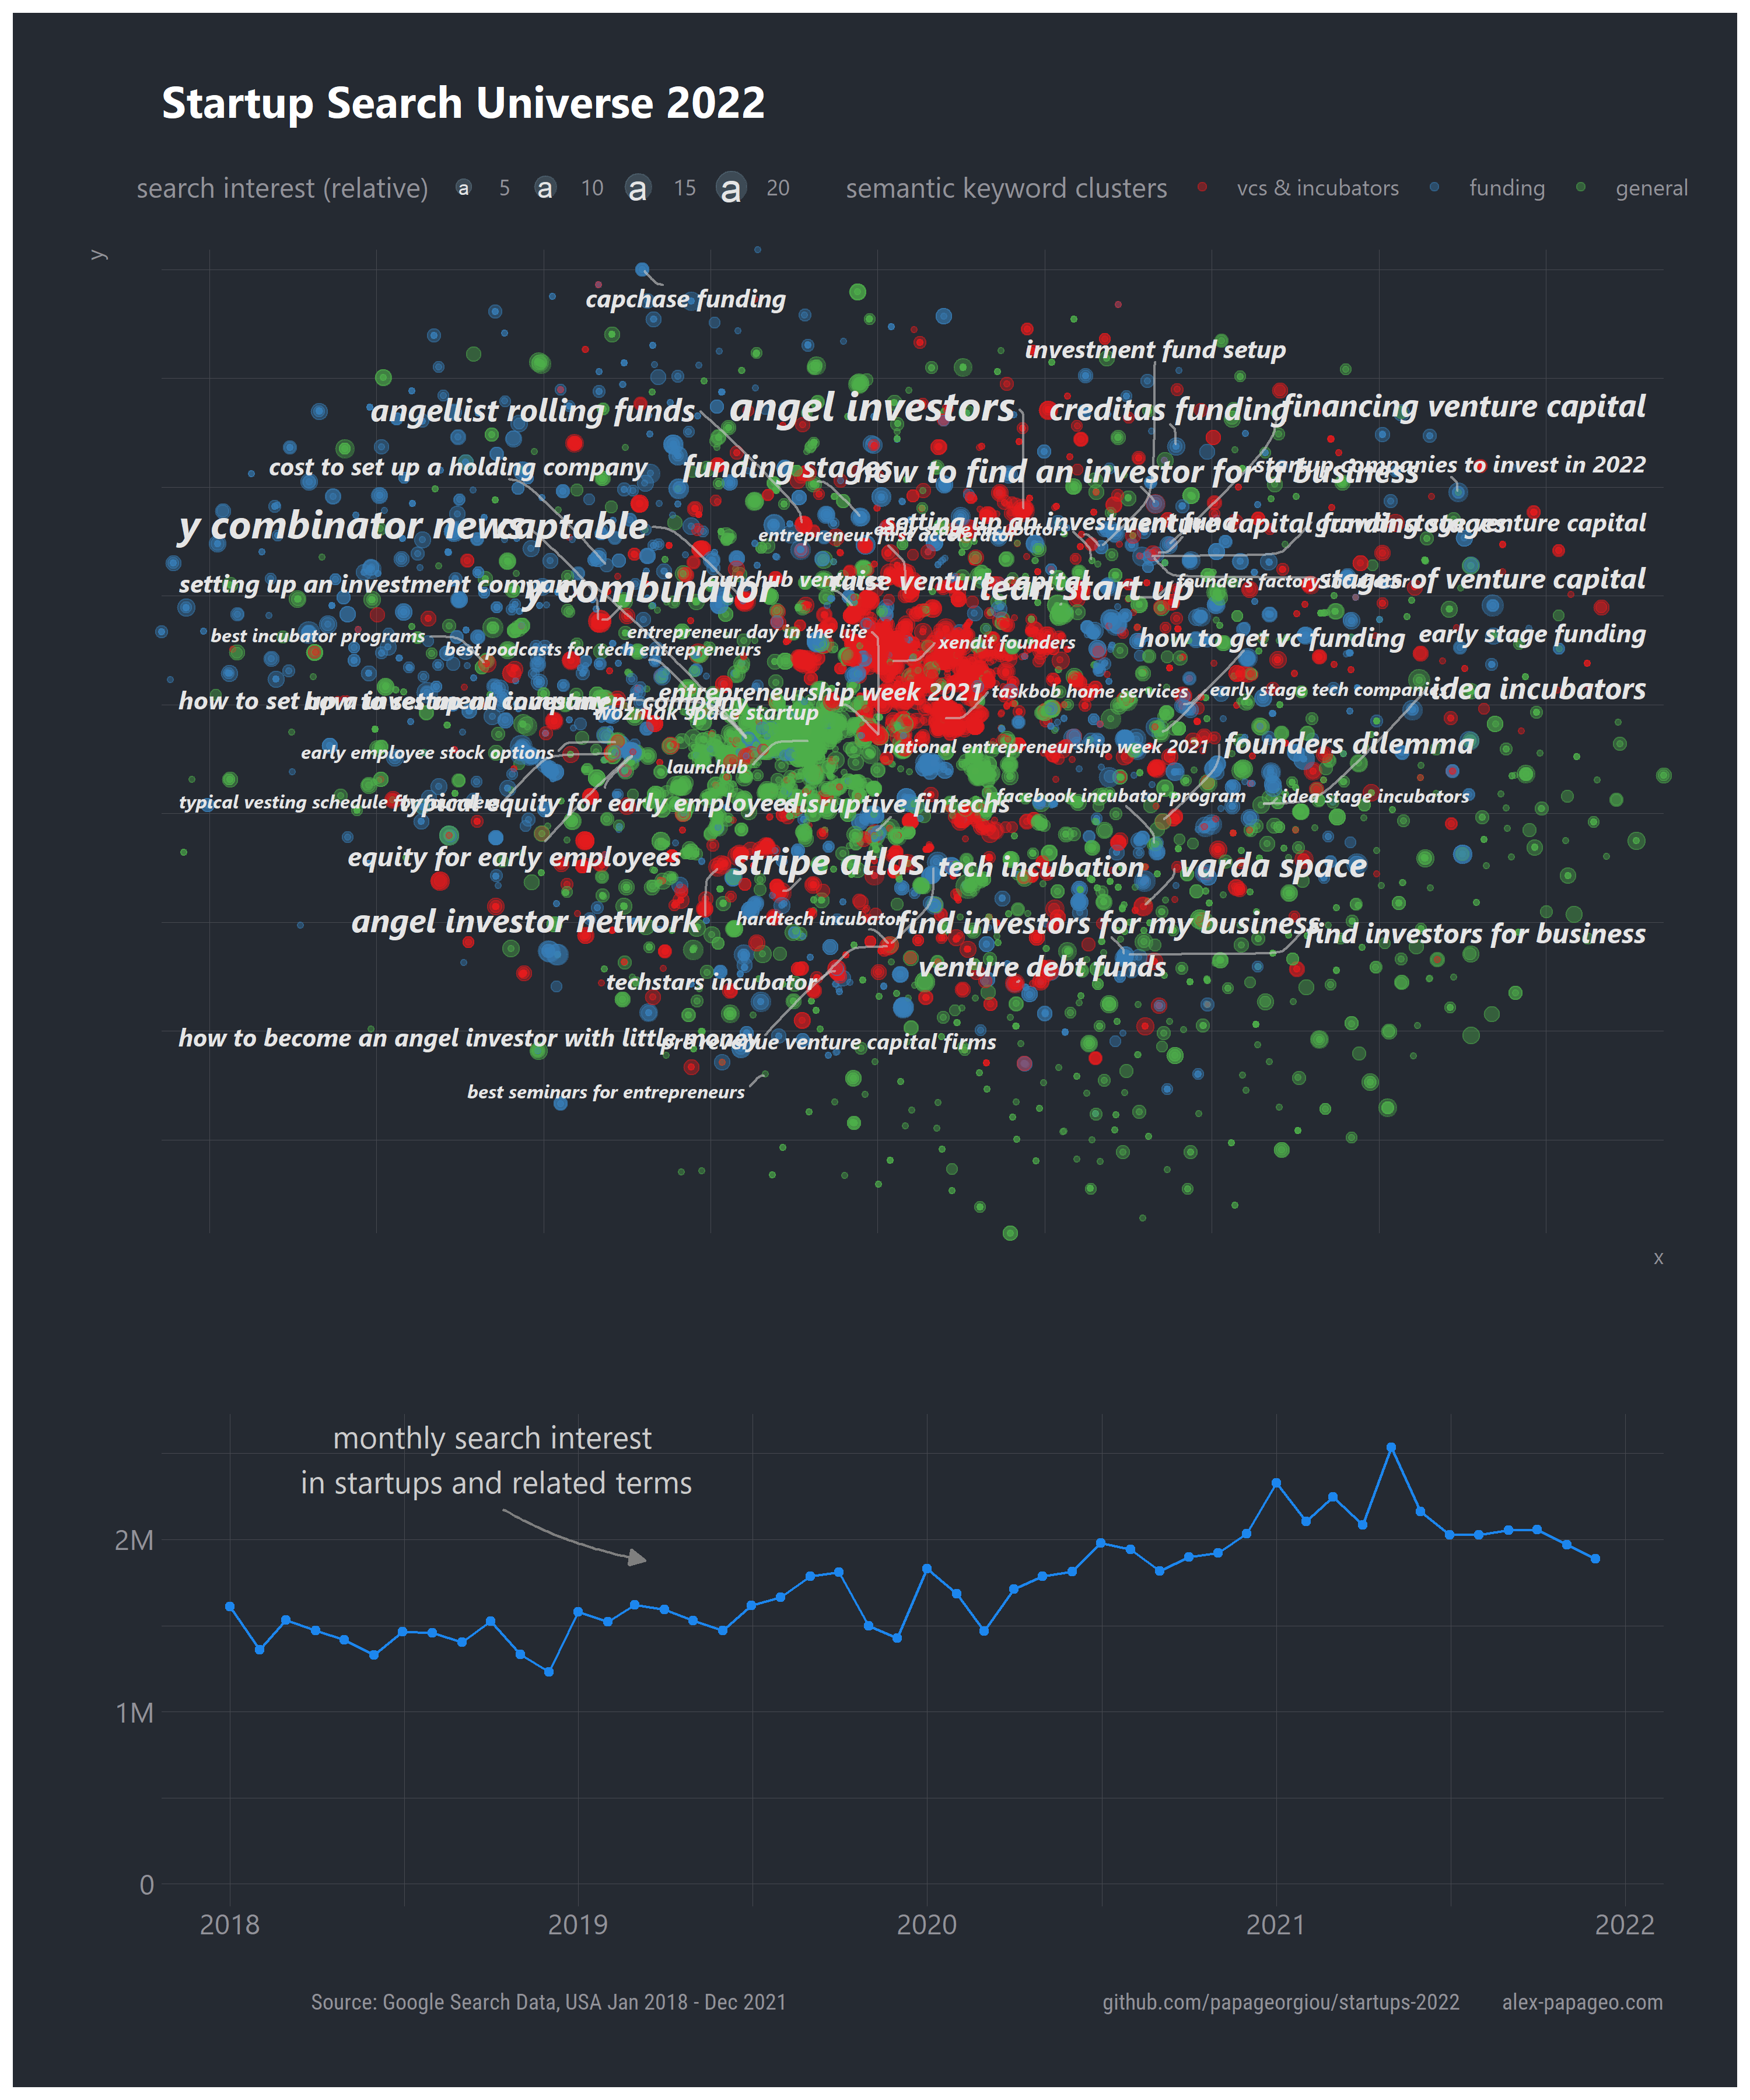 Startup Search Universe 2022
search interest (relative) a 5 a 10 a 15 a 20 semantic keyword clusters vcs & incubators funding general
y
capchase funding
investment fund setup
angellist rolling funds
angel investors
creditas funding
financing venture capital
cost to set up a holding company
funding stages
how to find an investor for a business
startup companies to invest in 2022
y combinator news
captable
entrepreneur first accelerator
setting up an investment fund
venture capital funding stages
venture capital
setting up an investment company
y combinator
launchub ventures
raise venture capital
lean start up
founders factory incubator
stages of venture capital
best incubator programs
best podcasts for tech entrepreneurs
entrepreneur day in the life
xendit founders
how to get vc funding
early stage funding
how to set up an investment company
entrepreneurship week 2021
taskbob home services
early stage tech companies
idea incubators
wozniak space startup
early employee stock options
launchub
national entrepreneurship week 2021
founders dilemma
typical vesting schedule for founders
typical equity for early employees
disruptive fintechs
facebook incubator program
idea stage incubators
equity for early employees
stripe atlas
tech incubation
varda space
angel investor network
hardtech incubator
find investors for my business
find investors for business
techstars incubator
venture debt funds
how to become an angel investor with little money
venture capital firms
best seminars for entrepreneurs
x
monthly search interest
in startups and related terms
2M
1M
0
2018 2019 2020 2021 2022
Source: Google Search Data, USA Jan 2018 - Dec 2021 github.com/papageorgiou/startups-2022 alex-papageo.com